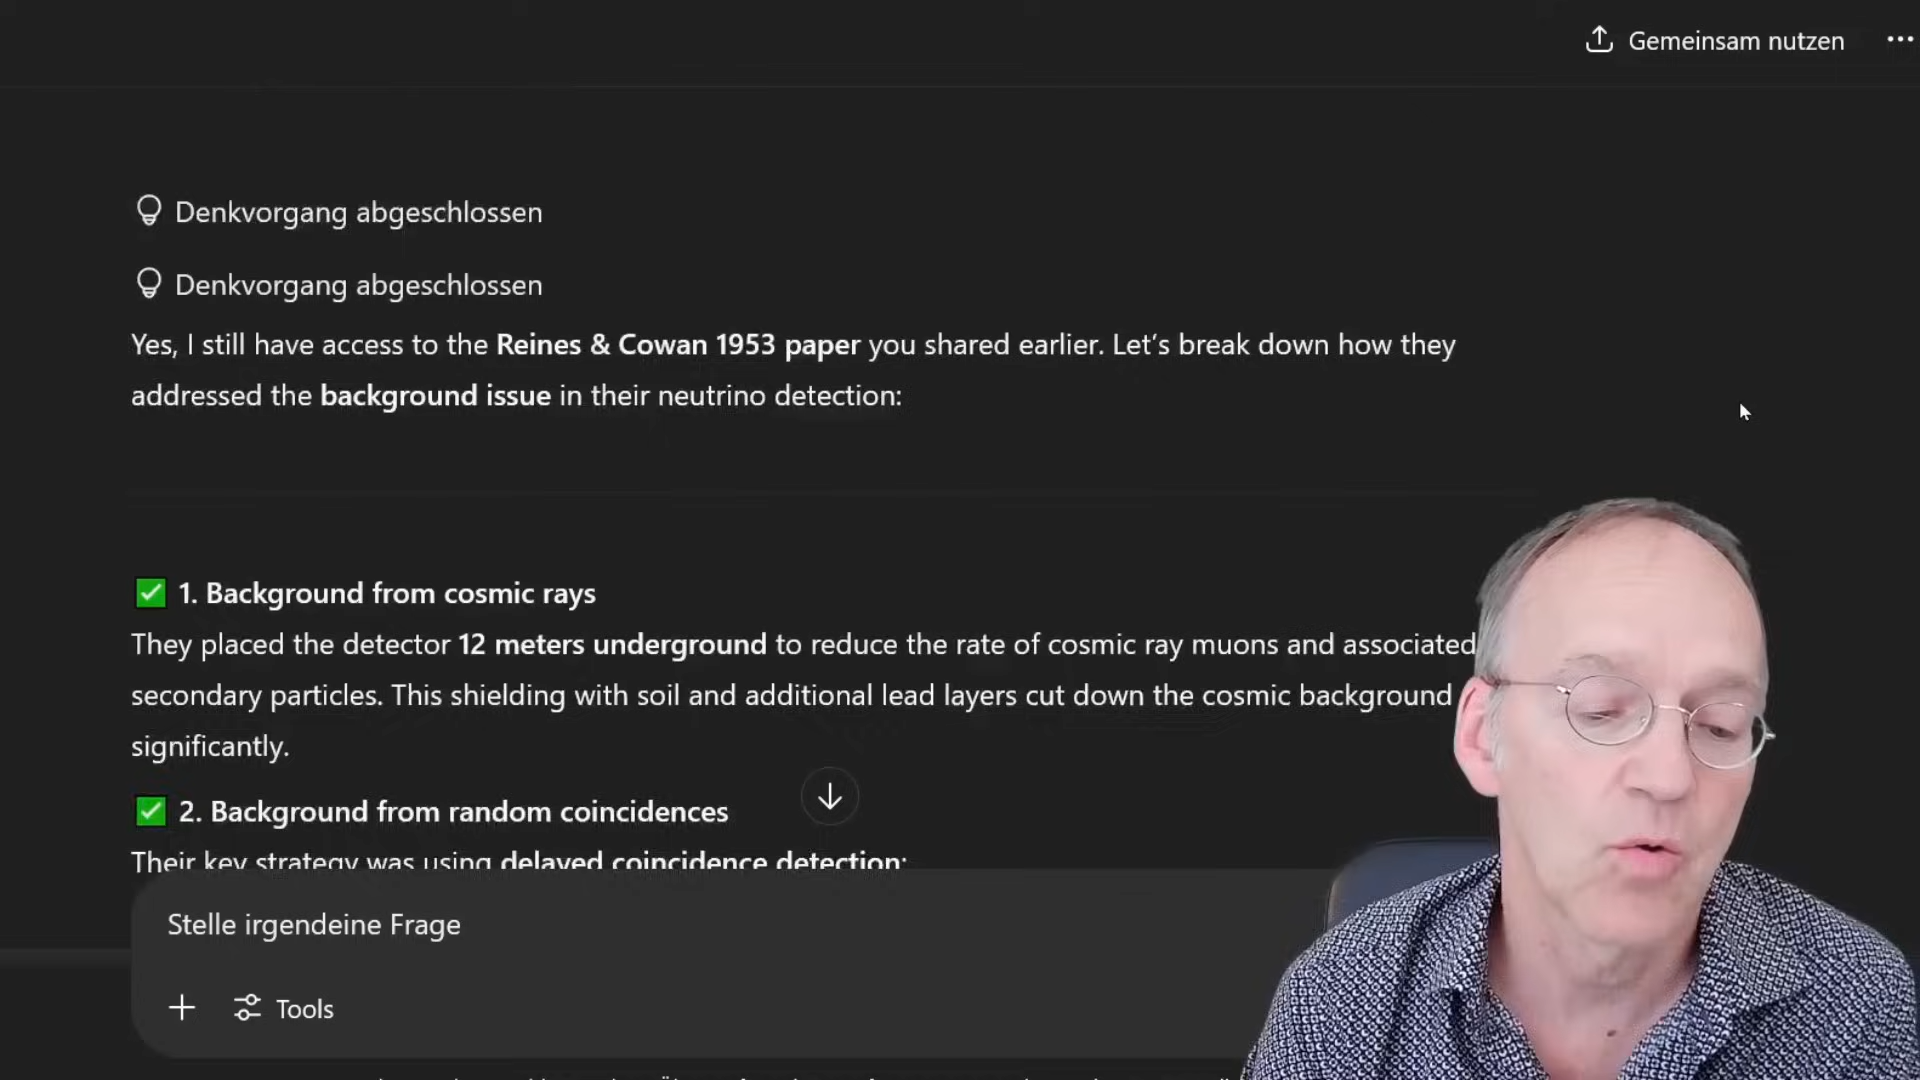 Gemeinsam nutzen
Denkvorgang abgeschlossen
Denkvorgang abgeschlossen
Yes, I still have access to the Reines & Cowan 1953 paper you shared earlier. Let’s break down how they
addressed the background issue in their neutrino detection:
✅ 1. Background from cosmic rays
They placed the detector 12 meters underground to reduce the rate of cosmic ray muons and associated
secondary particles. This shielding with soil and additional lead layers cut down the cosmic background
significantly.
✅ 2. Background from random coincidences
Their key strategy was using delayed coincidence detection:
Stelle irgendeine Frage
Tools